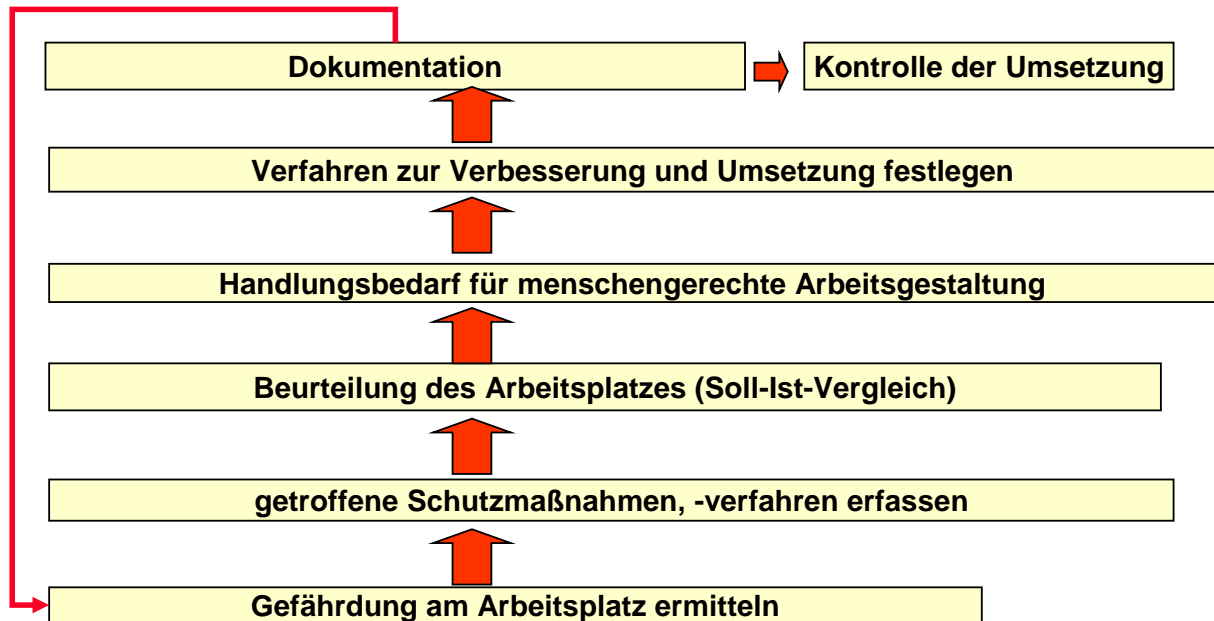 Dokumentation
Kontrolle der Umsetzung
Verfahren zur Verbesserung und Umsetzung festlegen
Handlungsbedarf für menschengerechte Arbeitsgestaltung
Beurteilung des Arbeitsplatzes (Soll-Ist-Vergleich)
getroffene Schutzmaßnahmen, -verfahren erfassen
Gefährdung am Arbeitsplatz ermitteln